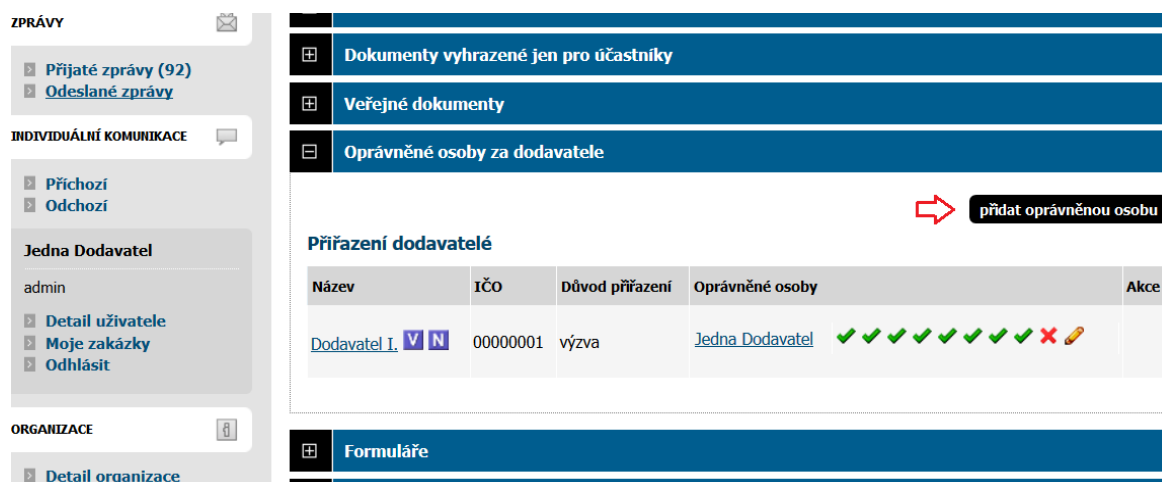 ZPRÁVY
Přijaté zprávy (92)
Odeslané zprávy
INDIVIDUÁLNÍ KOMUNIKACE
Příchozí
Odchozí
Jedna Dodavatel
admin
Detail uživatele
Moje zakázky
Odhlásit
ORGANIZACE
Detail organizace
Dokumenty vyhrazené jen pro účastníky
Veřejné dokumenty
Oprávněné osoby za dodavatele
přidat oprávněnou osobu
Přiřazení dodavatelé
Název IČO Důvod přiřazení Oprávněné osoby Akce
Dodavatel I. V N 00000001 výzva Jedna Dodavatel
Formuláře